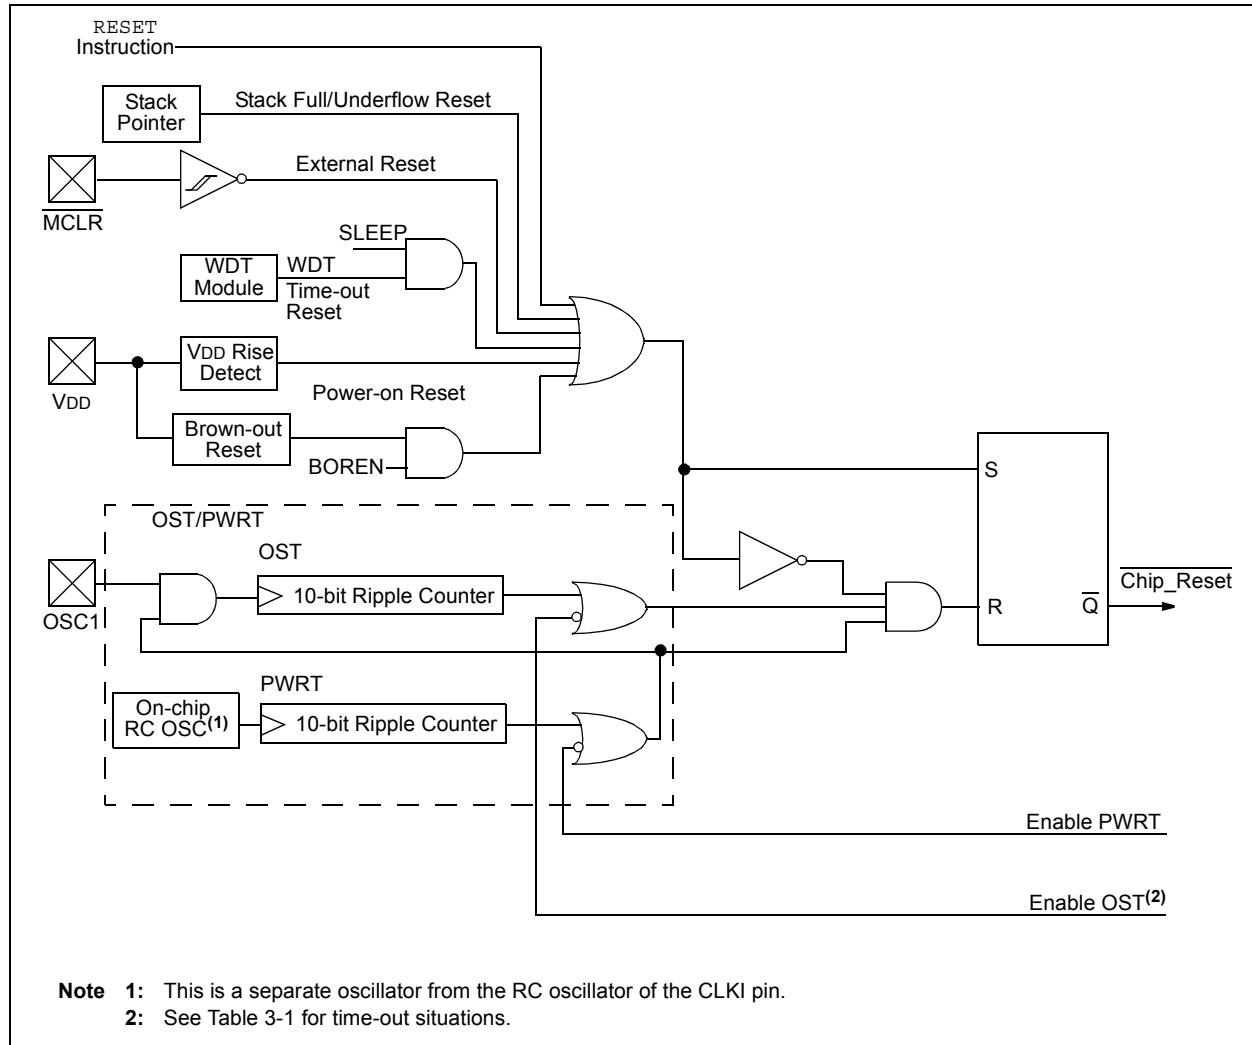 RESET
Instruction
Stack
Pointer
Stack Full/Underflow Reset
External Reset
MCLR
SLEEP
WDT
Module
WDT
Time-out
Reset
VDD Rise
Detect
VDD
Power-on Reset
Brown-out
Reset
BOREN
S
OST/PWRT
OST
10-bit Ripple Counter
OSC1
Chip_Reset
R
Q
PWRT
On-chip
RC OSC(1)
10-bit Ripple Counter
Enable PWRT
Enable OST(2)
Note 1: This is a separate oscillator from the RC oscillator of the CLKI pin.
2: See Table 3-1 for time-out situations.